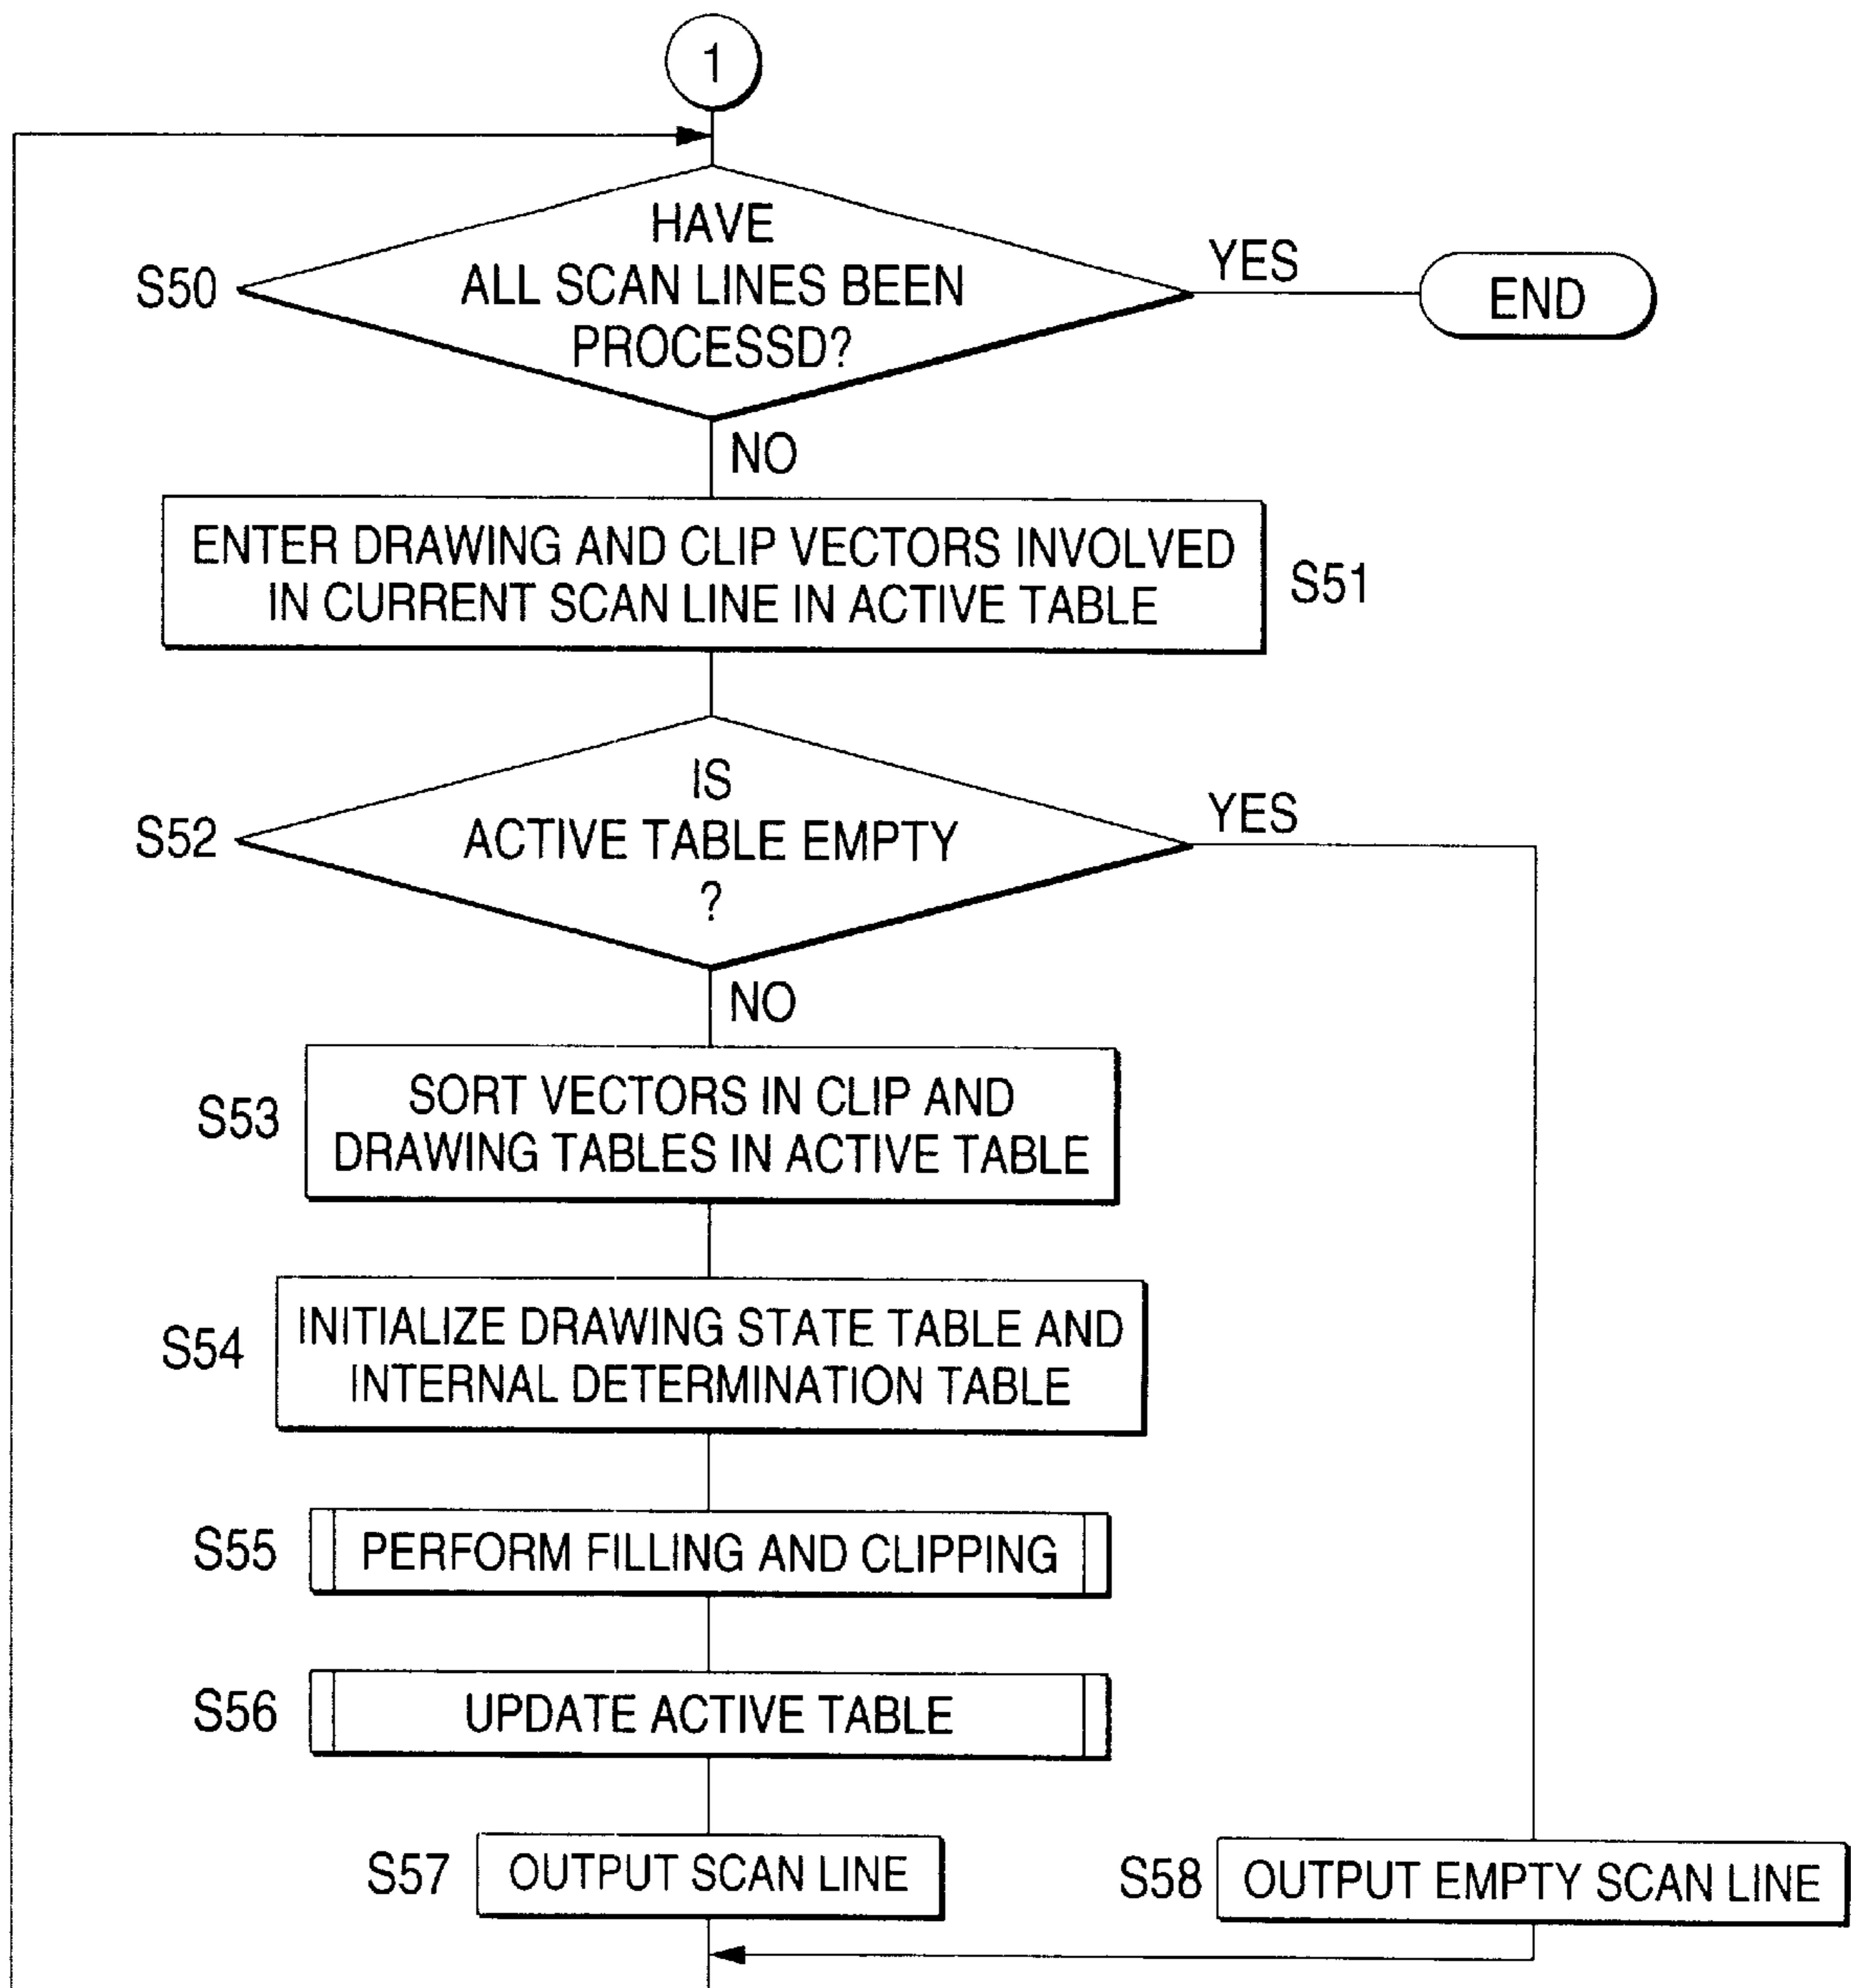 1
HAVE
ALL SCAN LINES BEEN
PROCESSD?
S50
YES
END
NO
ENTER DRAWING AND CLIP VECTORS INVOLVED
IN CURRENT SCAN LINE IN ACTIVE TABLE
S51
IS
ACTIVE TABLE EMPTY
?
S52
YES
NO
S53
SORT VECTORS IN CLIP AND
DRAWING TABLES IN ACTIVE TABLE
S54
INITIALIZE DRAWING STATE TABLE AND
INTERNAL DETERMINATION TABLE
S55
PERFORM FILLING AND CLIPPING
S56
UPDATE ACTIVE TABLE
S57
OUTPUT SCAN LINE
S58
OUTPUT EMPTY SCAN LINE